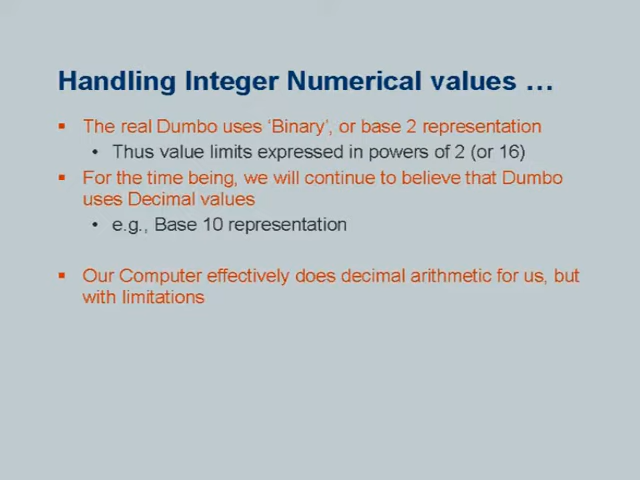 Handling Integer Numerical values …
▪ The real Dumbo uses 'Binary', or base 2 representation
• Thus value limits expressed in powers of 2 (or 16)
▪ For the time being, we will continue to believe that Dumbo
uses Decimal values
• e.g., Base 10 representation
▪ Our Computer effectively does decimal arithmetic for us, but
with limitations